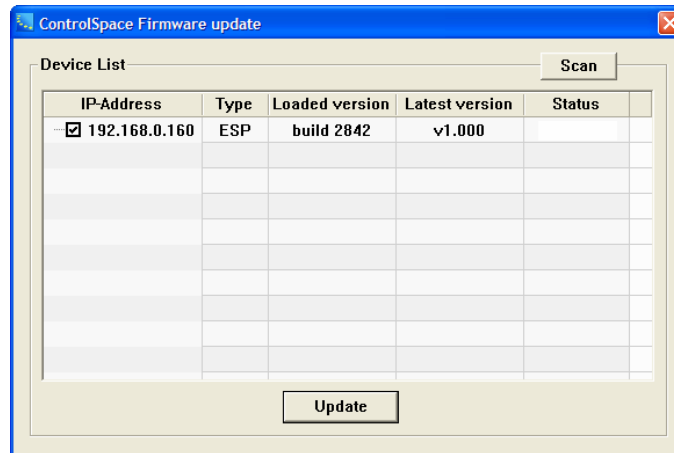 ControlSpace Firmware update
Device List
Scan
IP-Address Type Loaded version Latest version Status
192.168.0.160 ESP build 2842 v1.000
Update